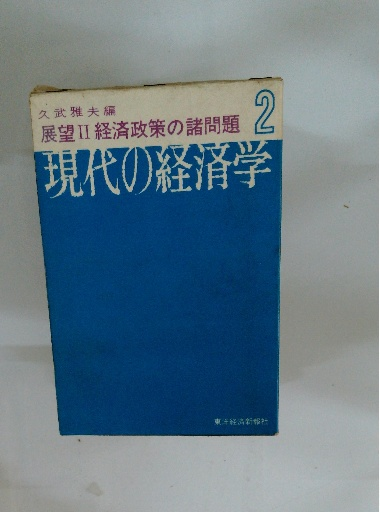 久武雅夫編
展望II経済政策の諸問題
2
現代の経済学
東洋経済新報社